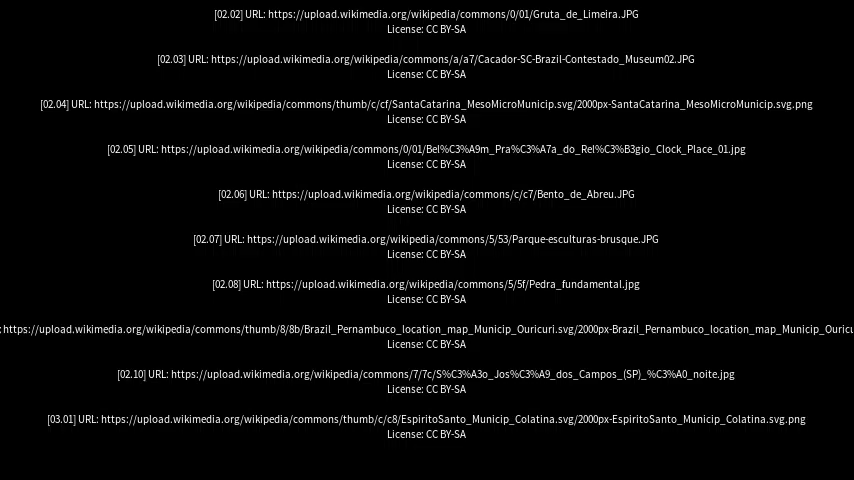 [02.02] URL: https://upload.wikimedia.org/wikipedia/commons/0/01/Gruta_de_Limeira.JPG
License: CC BY-SA
[02.03] URL: https://upload.wikimedia.org/wikipedia/commons/a/a7/Cacador-SC-Brazil-Contestado_Museum02.JPG
License: CC BY-SA
[02.04] URL: https://upload.wikimedia.org/wikipedia/commons/thumb/c/cf/SantaCatarina_MesoMicroMunicip.svg/2000px-SantaCatarina_MesoMicroMunicip.svg.png
License: CC BY-SA
[02.05] URL: https://upload.wikimedia.org/wikipedia/commons/0/01/Bel%C3%A9m_Pra%C3%A7a_do_Rel%C3%B3gio_Clock_Place_01.jpg
License: CC BY-SA
[02.06] URL: https://upload.wikimedia.org/wikipedia/commons/c/c7/Bento_de_Abreu.JPG
License: CC BY-SA
[02.07] URL: https://upload.wikimedia.org/wikipedia/commons/5/53/Parque-esculturas-brusque.JPG
License: CC BY-SA
[02.08] URL: https://upload.wikimedia.org/wikipedia/commons/5/5f/Pedra_fundamental.jpg
License: CC BY-SA
: https://upload.wikimedia.org/wikipedia/commons/thumb/8/8b/Brazil_Pernambuco_location_map_Municip_Ouricuri.svg/2000px-Brazil_Pernambuco_location_map_Municip_Ouricu
License: CC BY-SA
[02.10] URL: https://upload.wikimedia.org/wikipedia/commons/7/7c/S%C3%A3o_Jos%C3%A9_dos_Campos_(SP)_%C3%A0_noite.jpg
License: CC BY-SA
[03.01] URL: https://upload.wikimedia.org/wikipedia/commons/thumb/c/c8/EspiritoSanto_Municip_Colatina.svg/2000px-EspiritoSanto_Municip_Colatina.svg.png
License: CC BY-SA